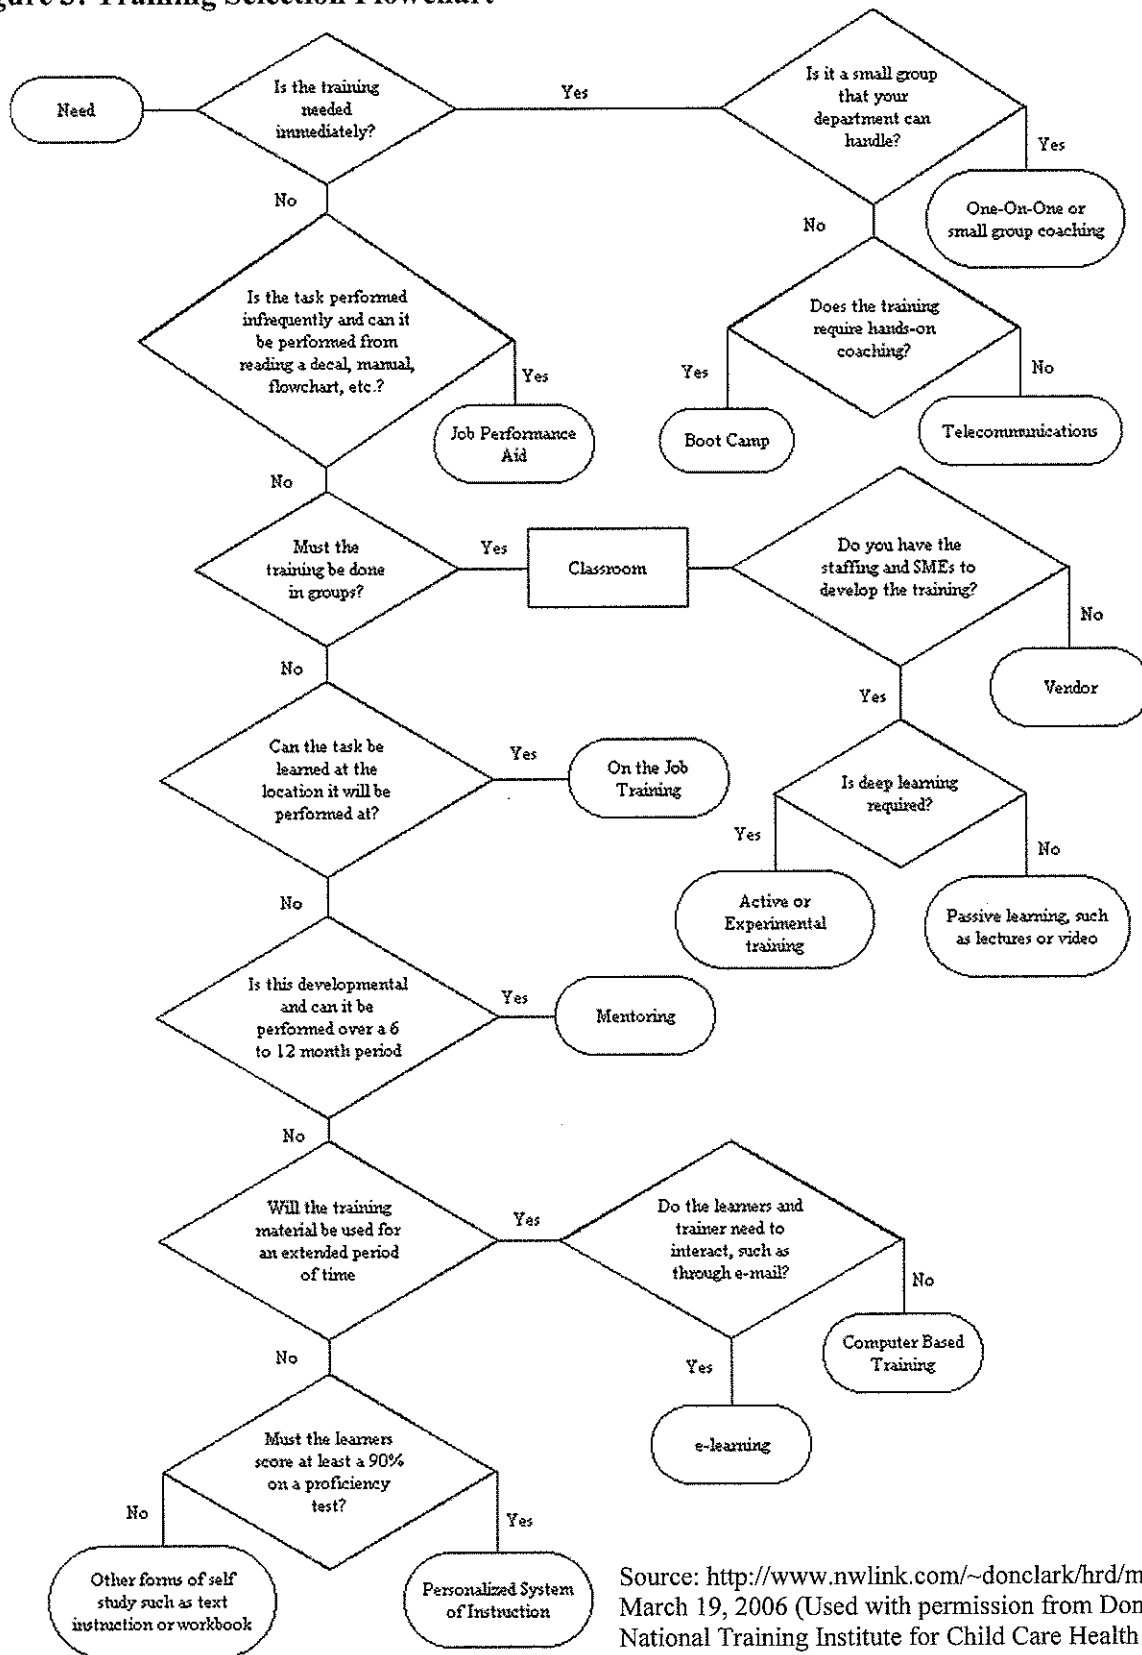 Training Selection Flowchart
Need
Is the training
needed
immediately?
Yes
Is it a small group
that your
department can
handle?
Yes
One-On-One or
small group coaching
No
No
Does the training
require hands-on
coaching?
Yes
No
Boot Camp
Telecommunications
Is the task performed
infrequently and can it
be performed from
reading a decal, manual,
flowchart, etc.?
Yes
Job Performance
Aid
No
Must the
training be done
in groups?
Yes
Classroom
Do you have the
staffing and SMEs to
develop the training?
No
Vendor
Yes
Is deep learning
required?
Yes
No
Active or
Experimental
training
Passive learning, such
as lectures or video
No
Can the task be
learned at the
location it will be
performed at?
Yes
On the Job
Training
No
Is this developmental
and can it be
performed over a 6
to 12 month period
Yes
Mentoring
No
Will the training
material be used for
an extended period
of time
Yes
Do the learners and
trainer need to
interact, such as
through e-mail?
No
Computer Based
Training
Yes
e-learning
No
Must the learners
score at least a 90%
on a proficiency
test?
No
Yes
Other forms of self
study such as text
instruction or workbook
Personalized System
of Instruction
Source: http://www.nwlink.com/~donclark/hrd/m
March 19, 2006 (Used with permission from Don
National Training Institute for Child Care Health